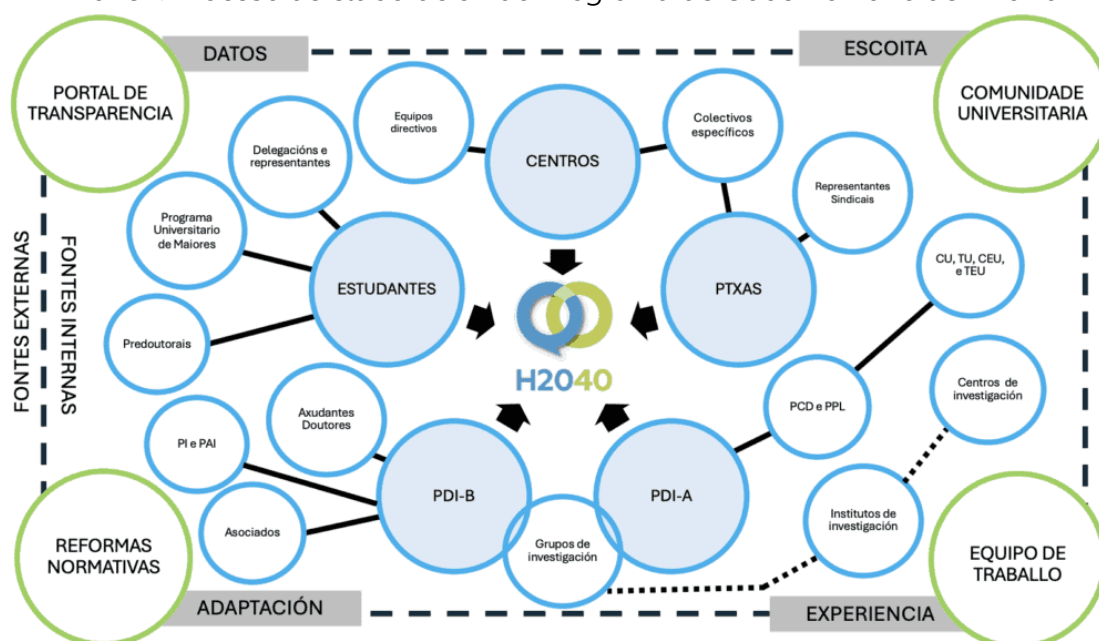 DATOS
ESCOITA
PORTAL DE
TRANSPARENCIA
COMUNIDADE
UNIVERSITARIA
Equipos
directivos
CENTROS
Colectivos
específicos
Delegacións e
representantes
Representantes
Sindicais
Programa
Universitario
de Maiores
ESTUDANTES
PTXAS
CU, TU, CEU,
e TEU
FONTES EXTERNAS
FONTES INTERNAS
Predoutorais
H2040
Centros de
investigación
Axudantes
Doutores
PCD e PPL
PI e PAI
PDI-B
PDI-A
Institutos de
investigación
Asociados
Grupos de
investigación
REFORMAS
NORMATIVAS
EQUIPO DE
TRABALLO
ADAPTACIÓN
EXPERIENCIA